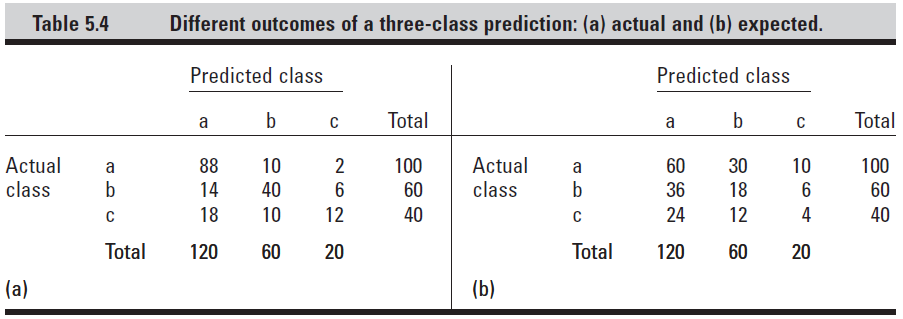 Table 5.4 Different outcomes of a three-class prediction: (a) actual and (b) expected.
Predicted class Predicted class
a b c Total a b c Total
Actual a 88 10 2 100 Actual a 60 30 10 100
class b 14 40 6 60 class b 36 18 6 60
c 18 10 12 40 c 24 12 4 40
Total 120 60 20 Total 120 60 20
(a) (b)